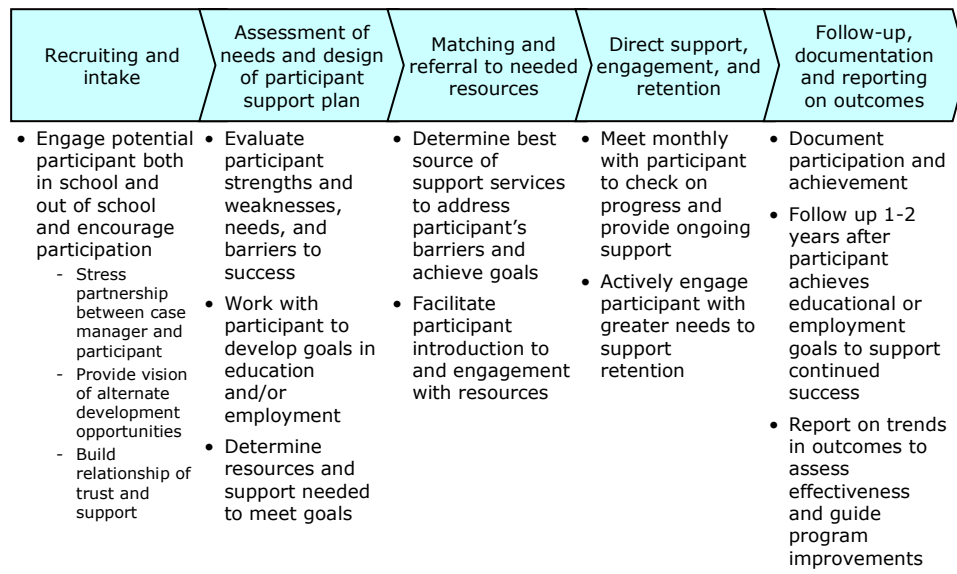 Recruiting and
intake
Assessment of
needs and design
of participant
support plan
Matching and
referral to needed
resources
Direct support,
engagement, and
retention
Follow-up,
documentation
and reporting
on outcomes
• Engage potential
participant both
in school and
out of school
and encourage
participation
- Stress
partnership
between case
manager and
participant
- Provide vision
of alternate
development
opportunities
- Build
relationship of
trust and
support
• Evaluate
participant
strengths and
weaknesses,
needs, and
barriers to
success
• Work with
participant to
develop goals in
education
and/or
employment
• Determine
resources and
support needed
to meet goals
• Determine best
source of
support services
to address
participant's
barriers and
achieve goals
• Facilitate
participant
introduction to
and engagement
with resources
• Meet monthly
with participant
to check on
progress and
provide ongoing
support
• Actively engage
participant with
greater needs to
support
retention
• Document
participation and
achievement
• Follow up 1-2
years after
participant
achieves
educational or
employment
goals to support
continued
success
• Report on trends
in outcomes to
assess
effectiveness
and guide
program
improvements